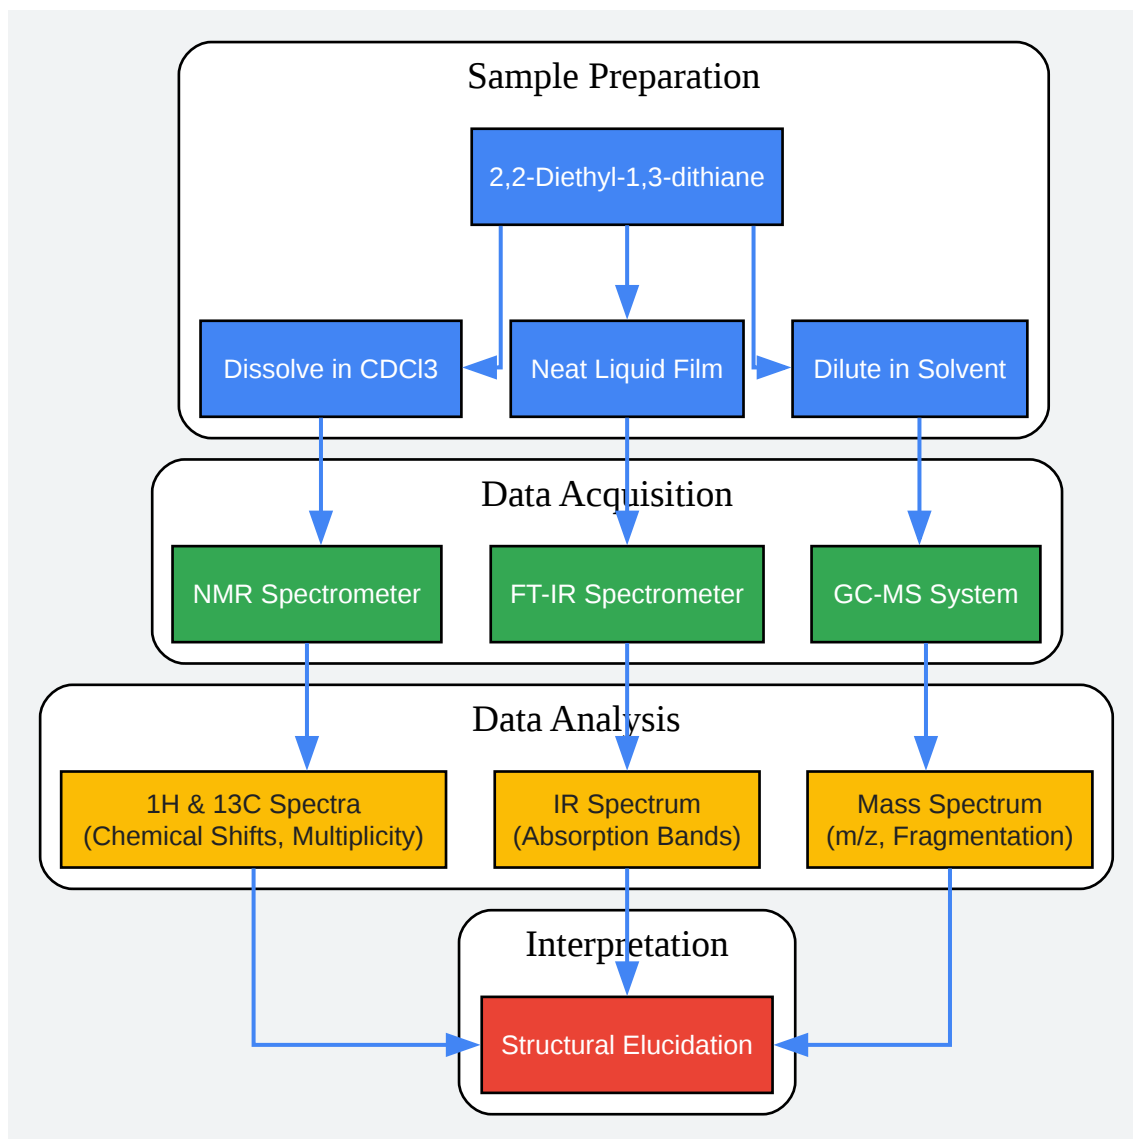 Sample Preparation
2,2-Diethyl-1,3-dithiane
Dissolve in CDCl3
Neat Liquid Film
Dilute in Solvent
Data Acquisition
NMR Spectrometer
FT-IR Spectrometer
GC-MS System
Data Analysis
1H & 13C Spectra
(Chemical Shifts, Multiplicity)
IR Spectrum
(Absorption Bands)
Mass Spectrum
(m/z, Fragmentation)
Interpretation
Structural Elucidation